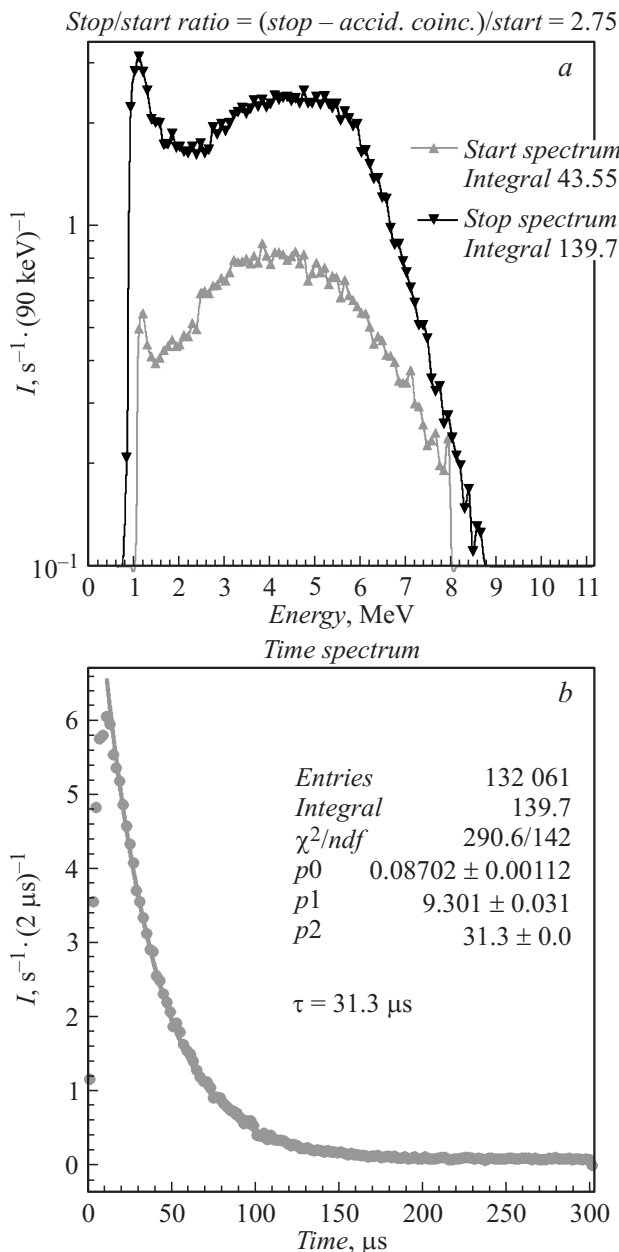 Stop/start ratio = (stop – accid. coinc.)/start = 2.75
a
Start spectrum
Integral 43.55
Stop spectrum
Integral 139.7
1
10⁻¹
I, s⁻¹·(90 keV)⁻¹
0 1 2 3 4 5 6 7 8 9 10 11
Energy, MeV
Time spectrum
b
6
5
4
3
2
1
0
I, s⁻¹·(2 μs)⁻¹
Entries 132 061
Integral 139.7
χ²/ndf 290.6/142
p0 0.08702 ± 0.00112
p1 9.301 ± 0.031
p2 31.3 ± 0.0
τ = 31.3 μs
0 50 100 150 200 250 300
Time, μs